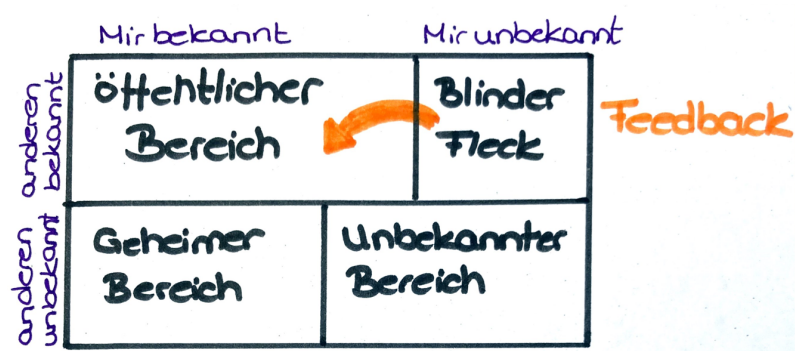 Mir bekannt
Mir unbekannt
anderen bekannt
öffentlicher
Bereich
Blinder
Fleck
Feedback
anderen unbekannt
Geheimer
Bereich
Unbekannter
Bereich